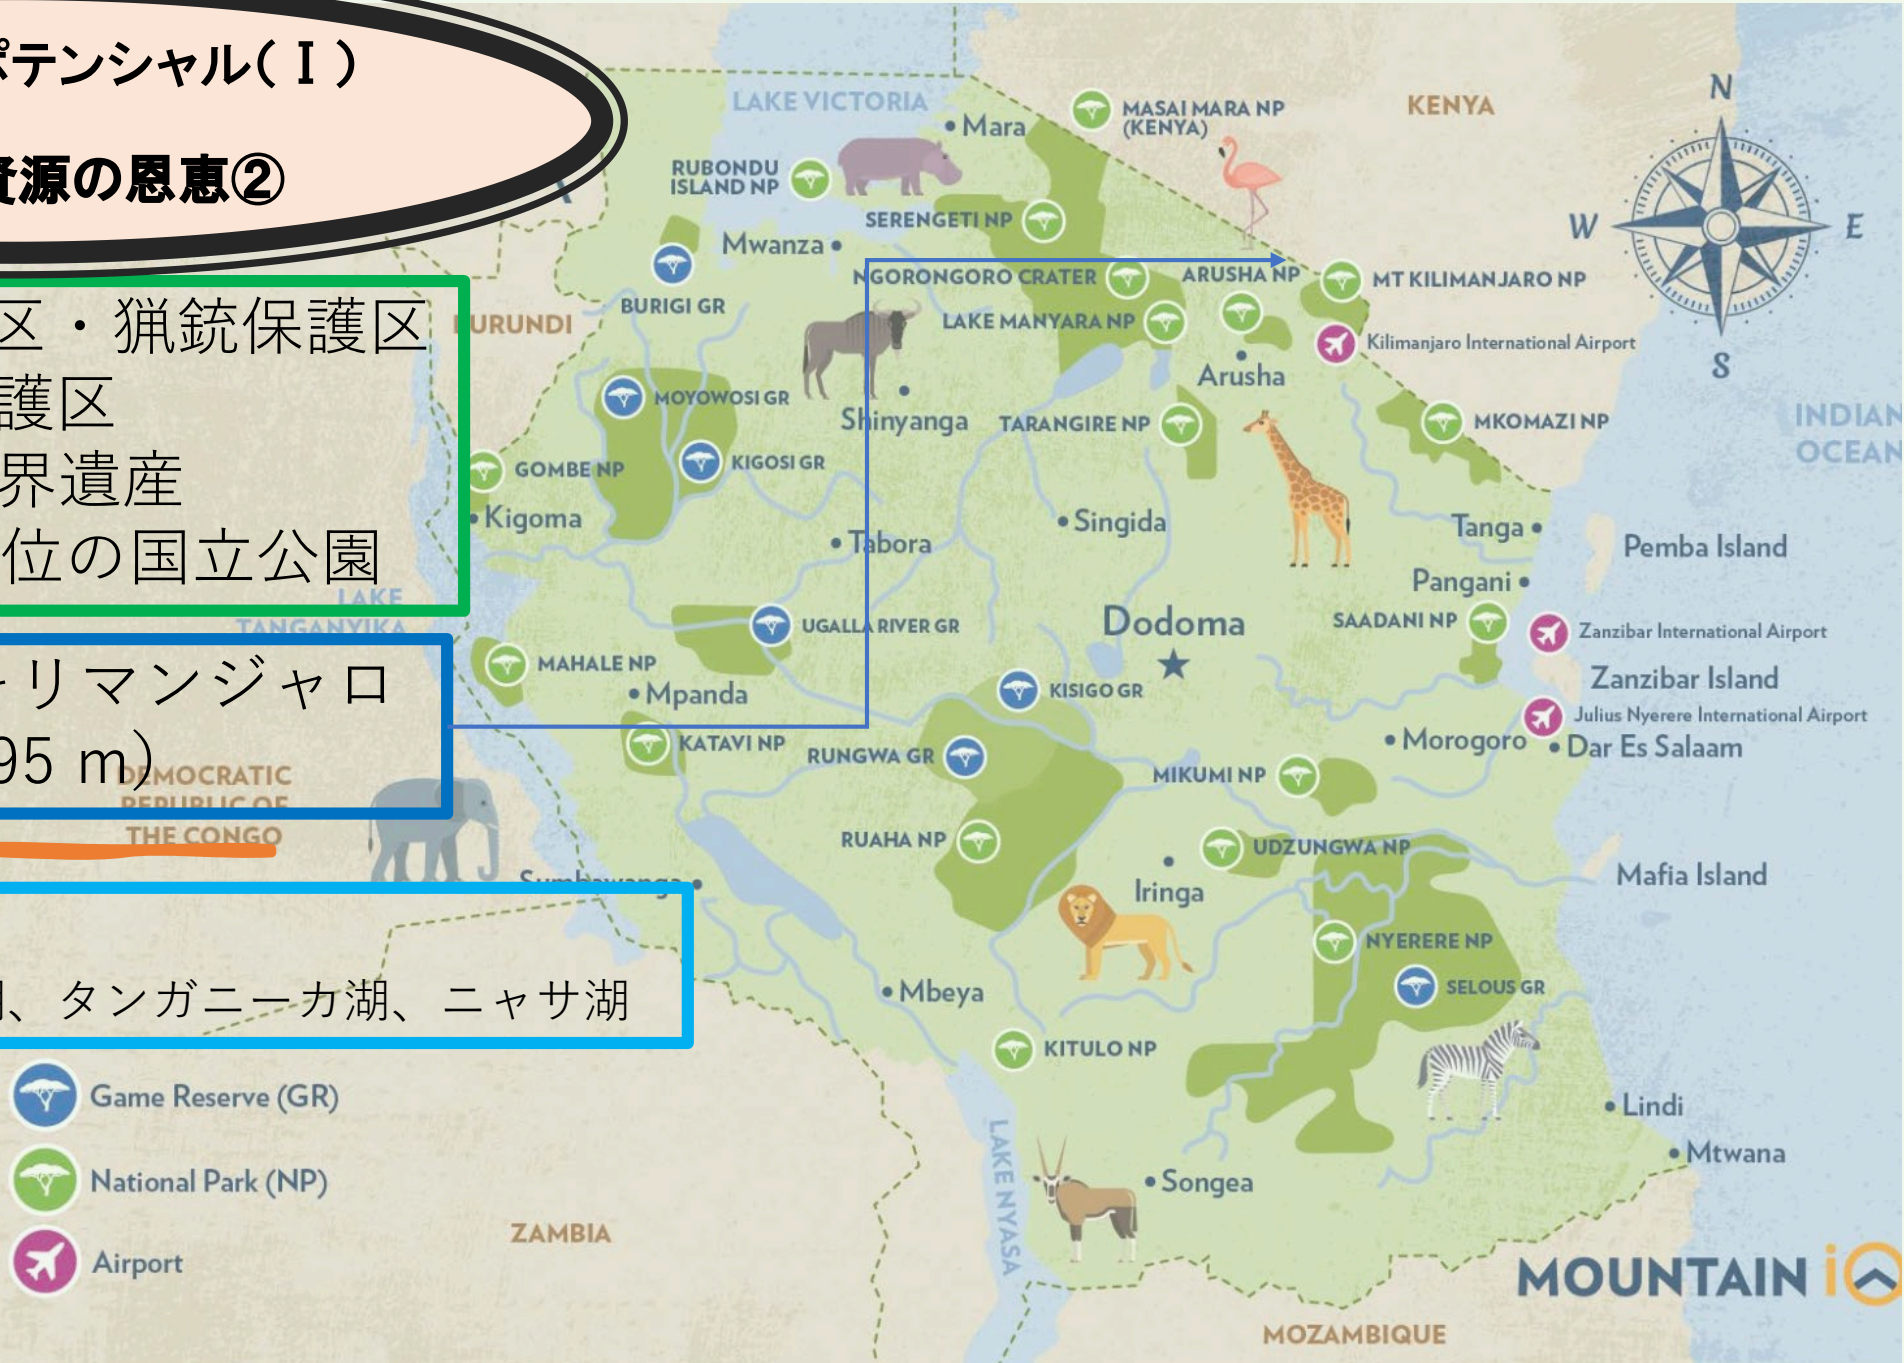 ポテンシャル(Ⅰ)
資源の恩恵②
区・猟銃保護区
護区
界遺産
位の国立公園
キリマンジャロ
95 m)
、タンガニーカ湖、ニャサ湖
LAKE VICTORIA
Mara
MASAI MARA NP
(KENYA)
KENYA
RUBONDU
ISLAND NP
SERENGETI NP
Mwanza
N
W
E
S
BURIGI GR
NGORONGORO CRATER
ARUSHA NP
MT KILIMANJARO NP
LAKE MANYARA NP
Kilimanjaro International Airport
BURUNDI
Arusha
MOYOWOSI GR
Shinyanga
TARANGIRE NP
MKOMAZI NP
INDIAN
OCEAN
GOMBE NP
KIGOSI GR
Kigoma
Tabora
Singida
Tanga
Pemba Island
Pangani
LAKE
TANGANYIKA
UGALLA RIVER GR
Dodoma
SAADANI NP
Zanzibar International Airport
MAHALE NP
Mpanda
KISIGO GR
Zanzibar Island
Julius Nyerere International Airport
KATAVI NP
RUNGWA GR
Morogoro
Dar Es Salaam
DEMOCRATIC
REPUBLIC OF
THE CONGO
MIKUMI NP
RUAHA NP
UDZUNGWA NP
Sumbawanga
Iringa
Mafia Island
NYERERE NP
Mbeya
SELOUS GR
KITULO NP
Game Reserve (GR)
National Park (NP)
Airport
LAKE NYASA
Lindi
Mtwana
Songea
ZAMBIA
MOZAMBIQUE
MOUNTAIN iO